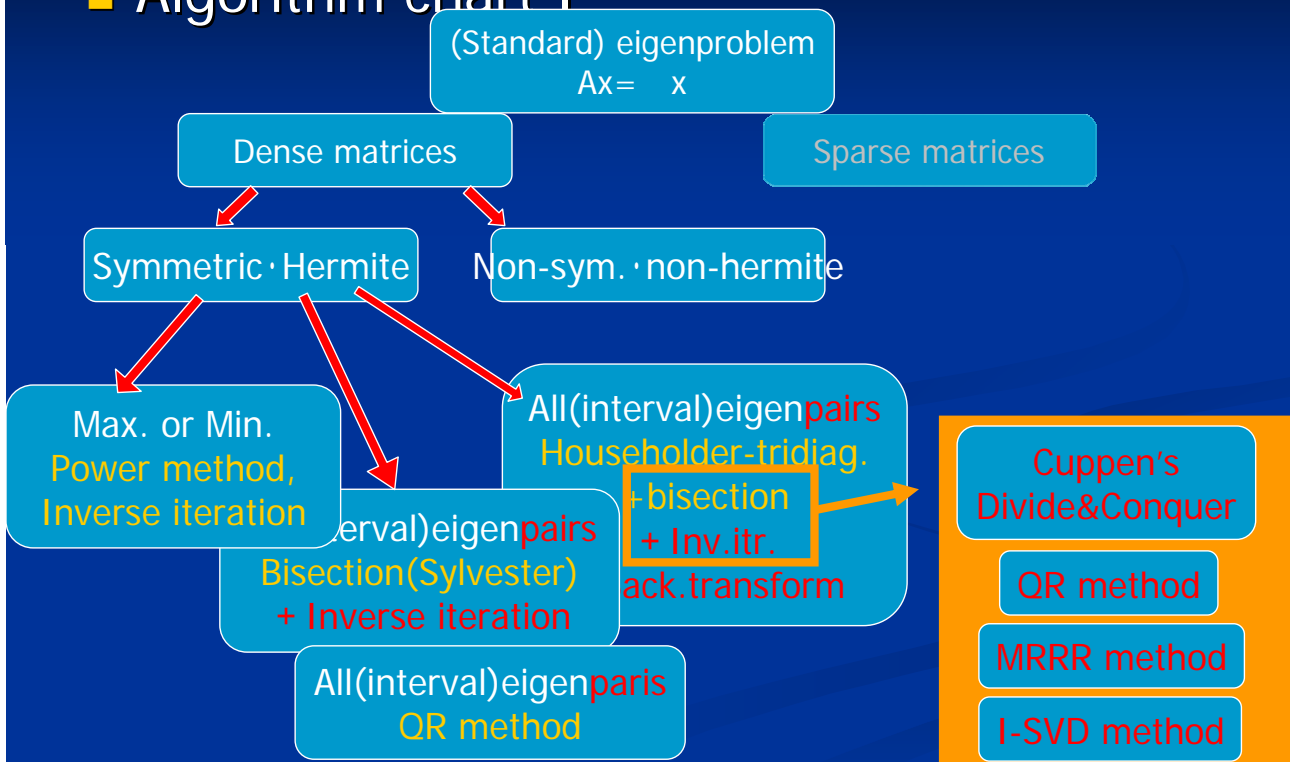 Algorithm chart
(Standard) eigenproblem
Ax= x
Dense matrices
Sparse matrices
Symmetric·Hermite
Non-sym.·non-hermite
Max. or Min.
Power method,
Inverse iteration
erval)eigenpairs
Bisection(Sylvester)
+ Inverse iteration
All(interval)eigenparis
QR method
All(interval)eigenpairs
Householder-tridiag.
+bisection
+ Inv.itr.
ack.transform
Cuppen's
Divide&Conquer
QR method
MRRR method
I-SVD method